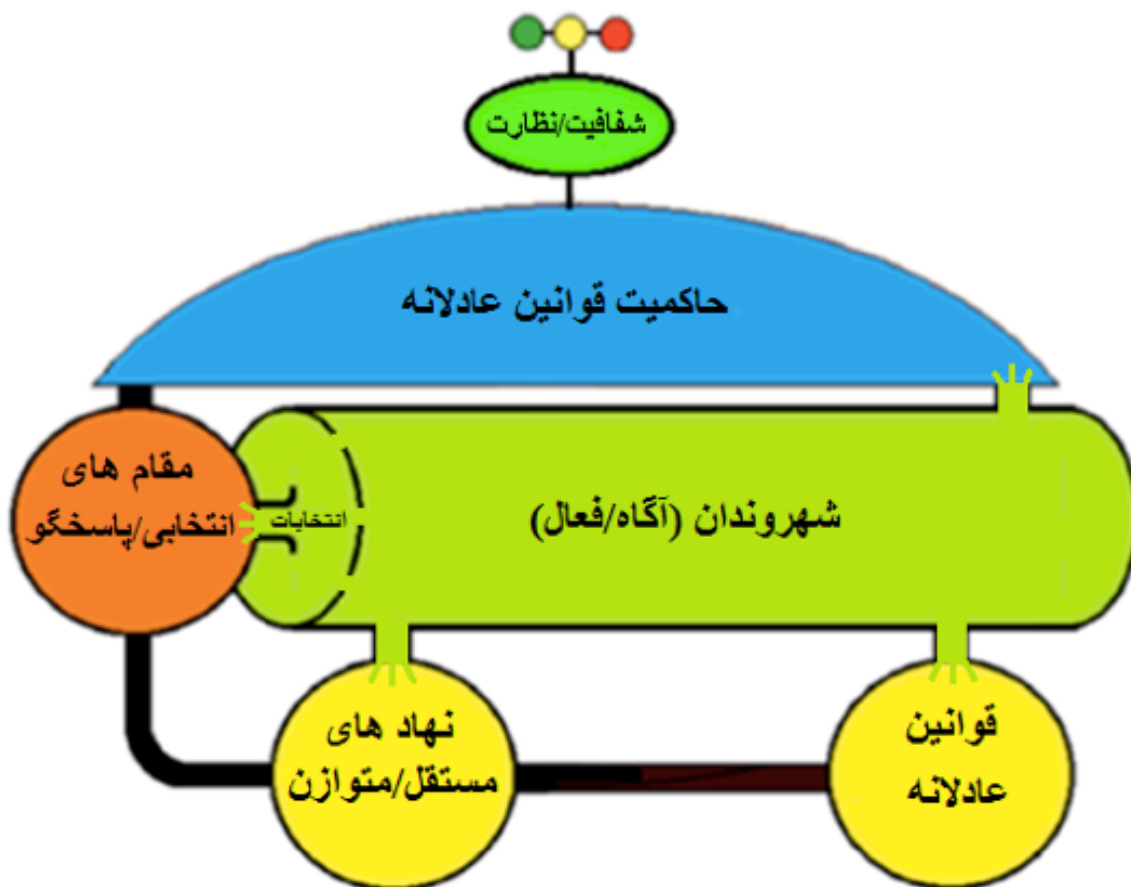 شفافیت/نظارت
حاکمیت قوانین عادلانه
مقام های
انتخابی/پاسخگو
انتخابات
شهروندان (آگاه/فعال)
نهاد های
مستقل/متوازن
قوانین
عادلانه